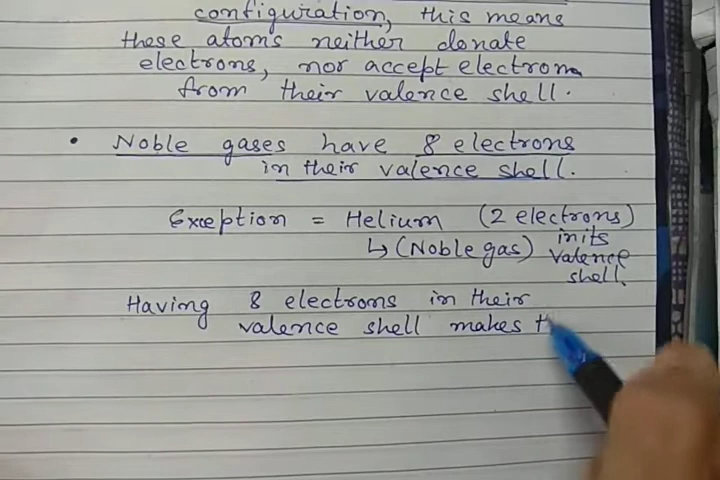 configuration, this means
these atoms neither donate
electrons, nor accept electron
from their valence shell.
• Noble gases have 8 electrons
in their valence shell.
Exception = Helium (2 electrons)
↳ (Noble gas) in its
valence
shell.
Having 8 electrons in their
valence shell makes t